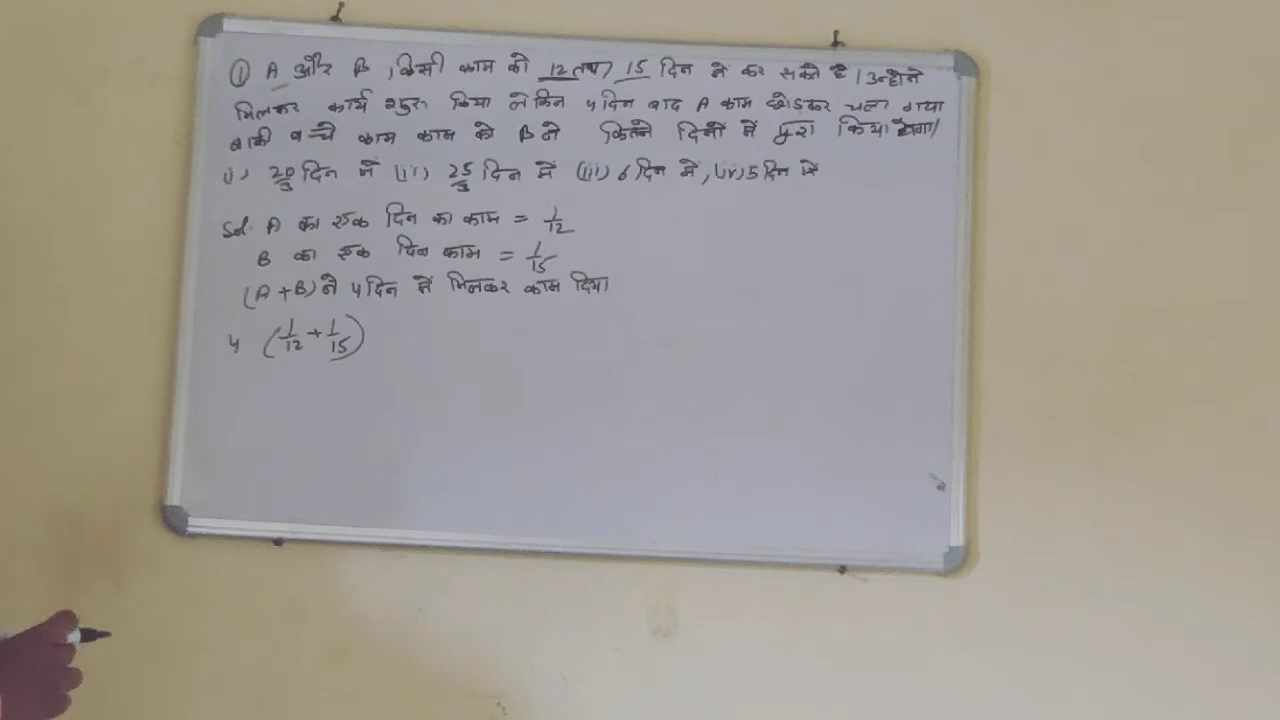 ① A और B, किसी काम को 12 तथा 15 दिन में कर सकते है। उन्होने
मिलकर कार्य शुरू किया लेकिन 4 दिन बाद A काम छोड़कर चला गया
बाकी बच्चे काम काम को B ने कितने दिनों में पुरा किया होगा।
(i) 20/3 दिन में (ii) 25/3 दिन में (iii) 6 दिन में, (iv) 5 दिन में
Sol. A का एक दिन का काम = 1/12
B का एक दिन काम = 1/15
(A+B) ने 4 दिन में मिलकर काम दिया
4 (1/12 + 1/15)